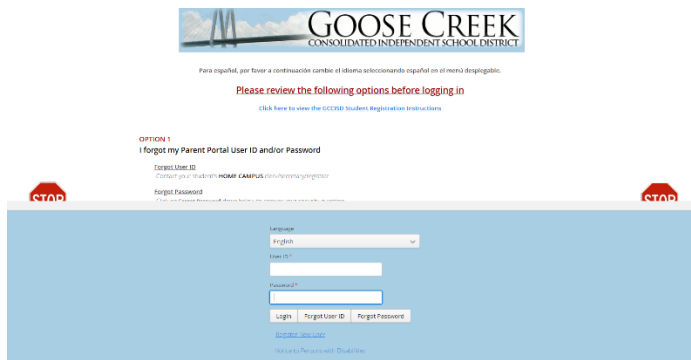 GOOSE CREEK
CONSOLIDATED INDEPENDENT SCHOOL DISTRICT
Para español, por favor a continuación cambie el idioma seleccionando español en el menú desplegable.
Please review the following options before logging in
Click here to view the GCCISD Student Registration Instructions
OPTION 1
I forgot my Parent Portal User ID and/or Password
Forgot User ID
Contact your student's HOME CAMPUS
Forgot Password
STOP
STOP
Language
English
User ID *
Password *
Login Forgot User ID Forgot Password
Register New User
Notice to Persons with Disabilities